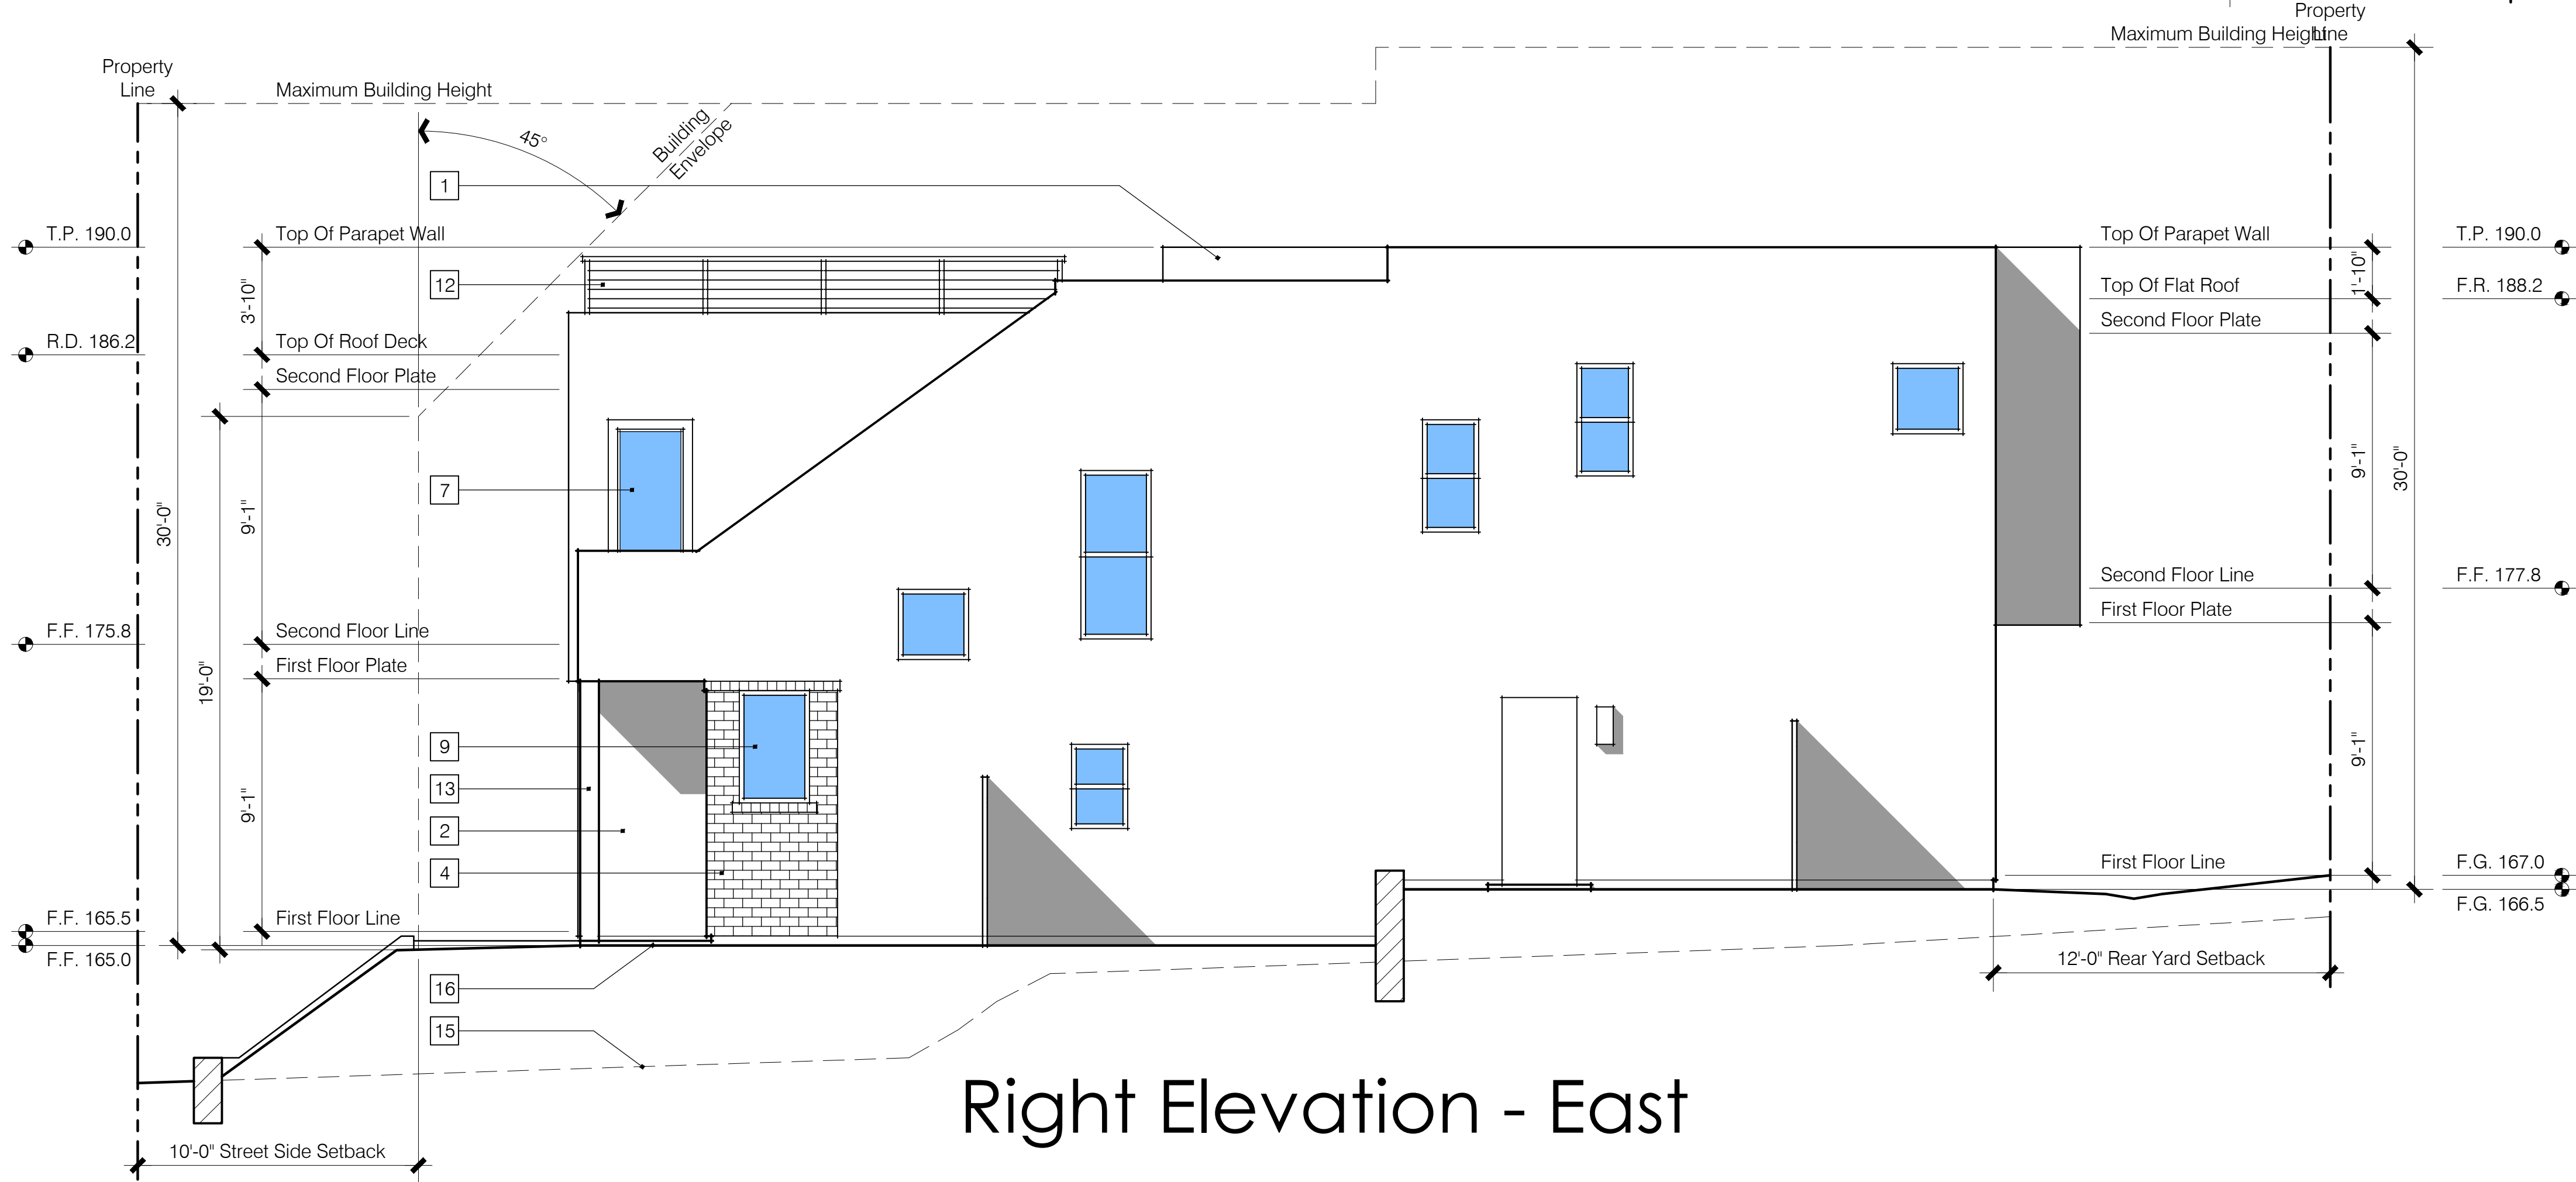 Property
Line
Maximum Building Height
Property
Line
Maximum Building Height
45°
Building
Envelope
1
T.P. 190.0
Top Of Parapet Wall
Top Of Parapet Wall
T.P. 190.0
12
3'-10"
1'-10"
Top Of Flat Roof
F.R. 188.2
Second Floor Plate
R.D. 186.2
Top Of Roof Deck
Second Floor Plate
7
30'-0"
9'-1"
9'-1"
30'-0"
Second Floor Line
F.F. 177.8
First Floor Plate
F.F. 175.8
Second Floor Line
First Floor Plate
19'-0"
9
13
2
4
9'-1"
9'-1"
First Floor Line
F.G. 167.0
F.G. 166.5
F.F. 165.5
First Floor Line
F.F. 165.0
12'-0" Rear Yard Setback
16
15
Right Elevation - East
10'-0" Street Side Setback